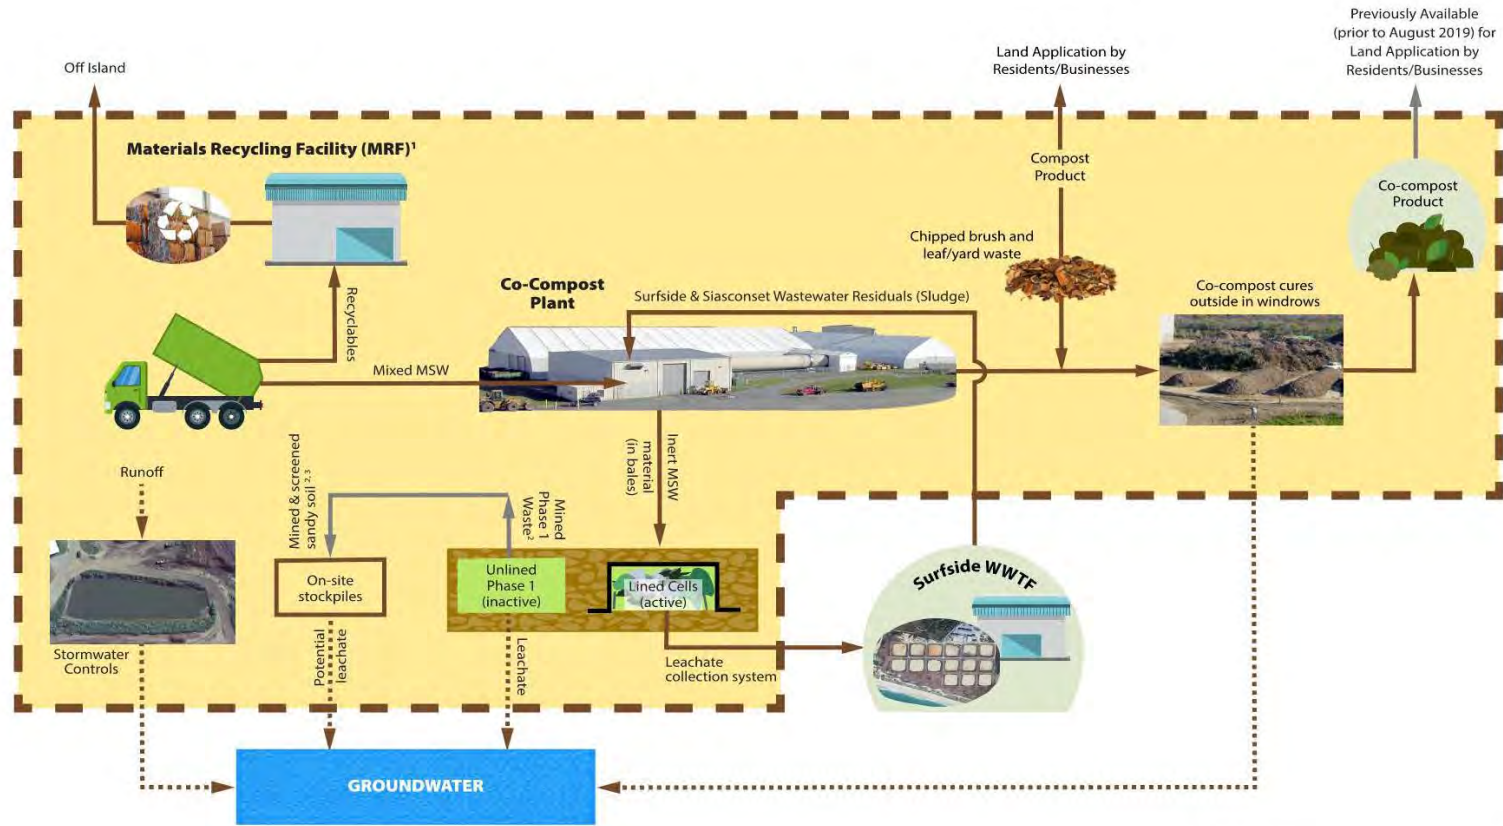 Previously Available
(prior to August 2019) for
Land Application by
Residents/Businesses
Land Application by
Residents/Businesses
Off Island
Materials Recycling Facility (MRF)¹
Compost
Product
Co-compost
Product
Chipped brush and
leaf/yard waste
Co-Compost
Plant
Surfside & Siasconset Wastewater Residuals (Sludge)
Co-compost cures
outside in windrows
Recyclables
Mixed MSW
Inert MSW
material
(in bales)
Runoff
Mined & screened
sandy soil ²· ³
Mined
Phase 1
Waste²
On-site
stockpiles
Unlined
Phase 1
(inactive)
Lined Cells
(active)
Surfside WWTF
Stormwater
Controls
Potential
leachate
Leachate
Leachate
collection system
GROUNDWATER